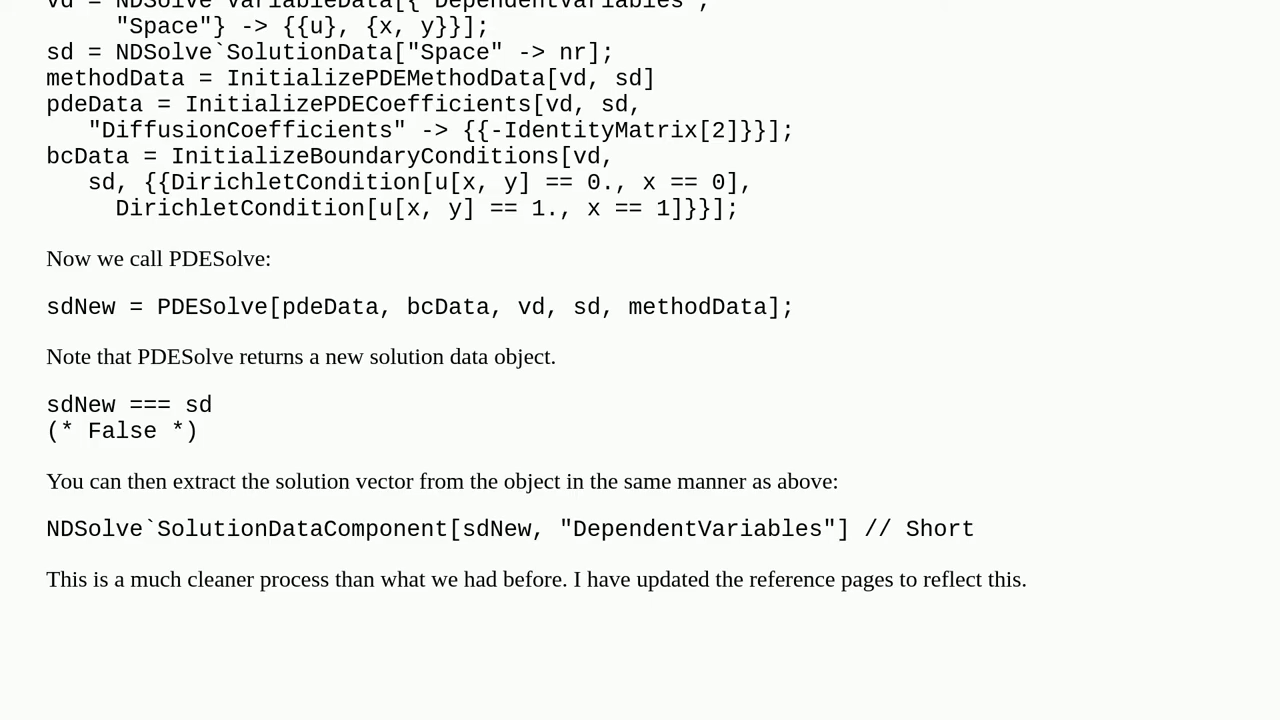 vd = NDSolve`VariableData[{"DependentVariables",
"Space"} -> {{u}, {x, y}}];
sd = NDSolve`SolutionData["Space" -> nr];
methodData = InitializePDEMethodData[vd, sd]
pdeData = InitializePDECoefficients[vd, sd,
"DiffusionCoefficients" -> {{-IdentityMatrix[2]}}];
bcData = InitializeBoundaryConditions[vd,
sd, {{DirichletCondition[u[x, y] == 0., x == 0],
DirichletCondition[u[x, y] == 1., x == 1]}}];
Now we call PDESolve:
sdNew = PDESolve[pdeData, bcData, vd, sd, methodData];
Note that PDESolve returns a new solution data object.
sdNew === sd
(* False *)
You can then extract the solution vector from the object in the same manner as above:
NDSolve`SolutionDataComponent[sdNew, "DependentVariables"] // Short
This is a much cleaner process than what we had before. I have updated the reference pages to reflect this.